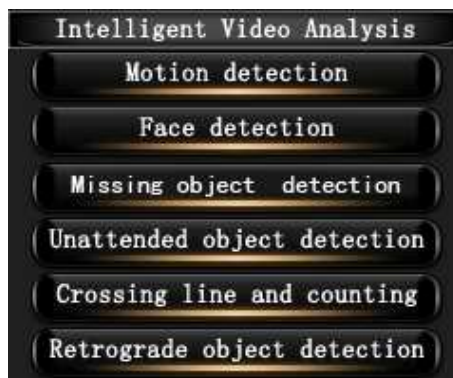 Intelligent Video Analysis
Motion detection
Face detection
Missing object detection
Unattended object detection
Crossing line and counting
Retrograde object detection